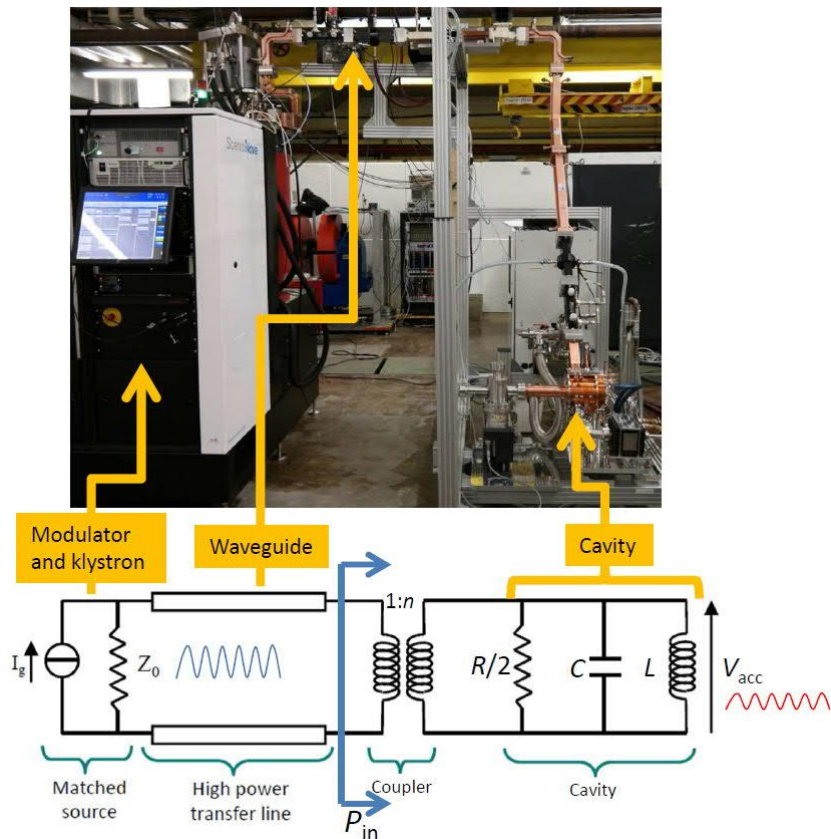 ScandiNova
Modulator
and klystron
Waveguide
Cavity
1:n
I_g
Z_0
R/2
C
L
V_acc
Matched
source
High power
transfer line
Coupler
Cavity
P_in